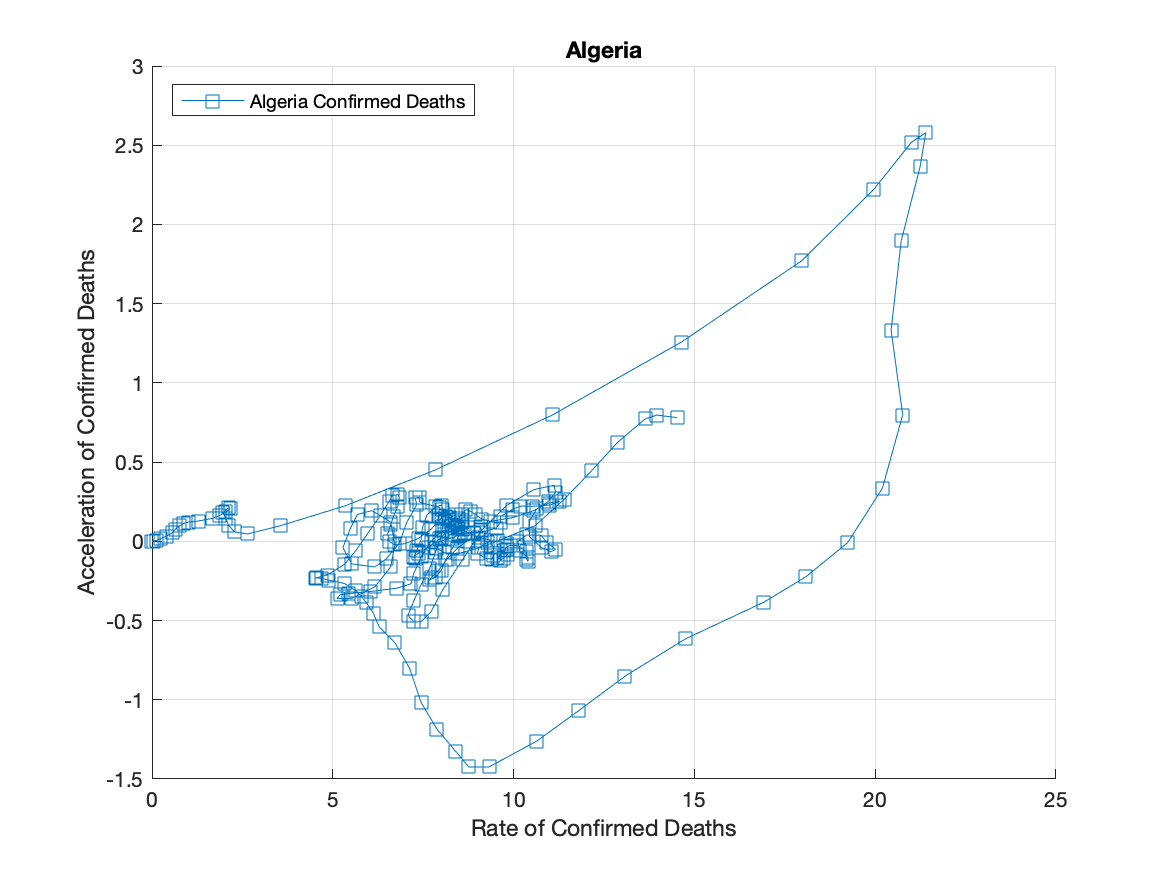 Algeria
Algeria Confirmed Deaths
3
2.5
2
1.5
1
0.5
0
-0.5
-1
-1.5
0 5 10 15 20 25
Acceleration of Confirmed Deaths
Rate of Confirmed Deaths